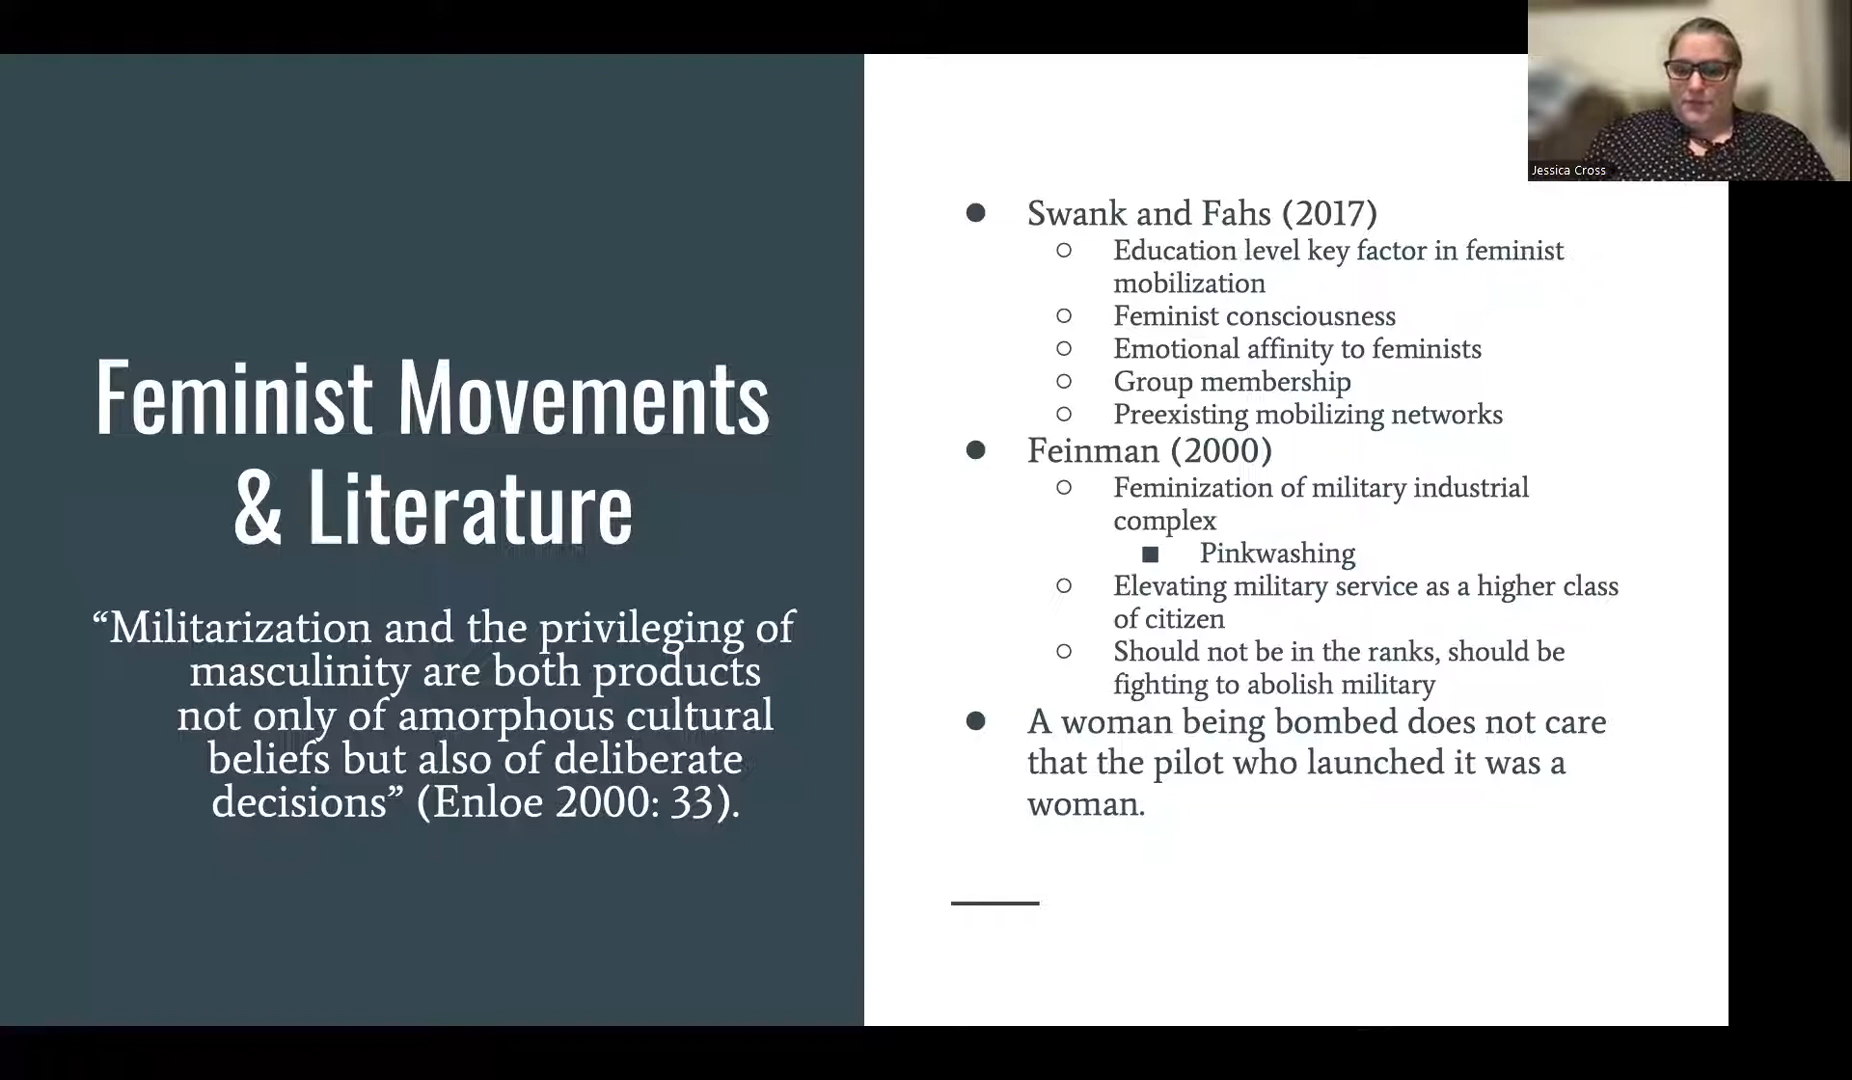 Feminist Movements
& Literature
“Militarization and the privileging of
masculinity are both products
not only of amorphous cultural
beliefs but also of deliberate
decisions” (Enloe 2000: 33).
Jessica Cross
● Swank and Fahs (2017)
○ Education level key factor in feminist
mobilization
○ Feminist consciousness
○ Emotional affinity to feminists
○ Group membership
○ Preexisting mobilizing networks
● Feinman (2000)
○ Feminization of military industrial
complex
■ Pinkwashing
○ Elevating military service as a higher class
of citizen
○ Should not be in the ranks, should be
fighting to abolish military
● A woman being bombed does not care
that the pilot who launched it was a
woman.